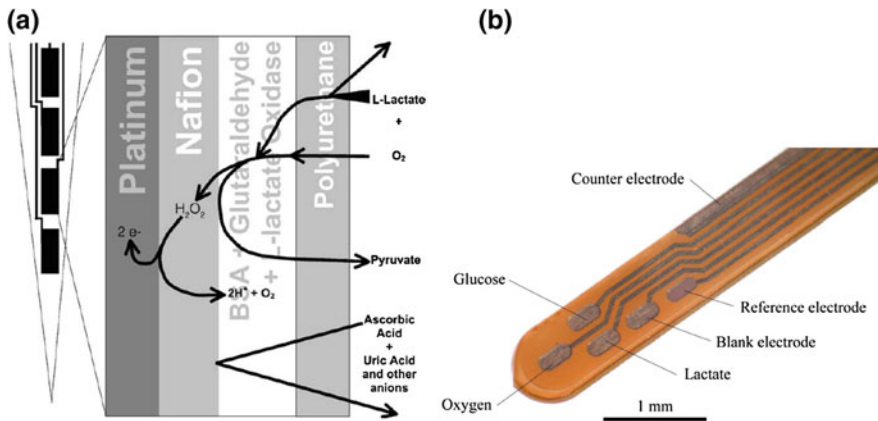 (a)
Platinum
Nafion
BSA + Glutaraldehyde
+ L-lactate Oxidase
Polyurethane
L-Lactate
+
O₂
H₂O₂
2 e-
Pyruvate
2H⁺ + O₂
Ascorbic
Acid
+
Uric Acid
and other
anions
(b)
Counter electrode
Glucose
Reference electrode
Blank electrode
Lactate
Oxygen
1 mm